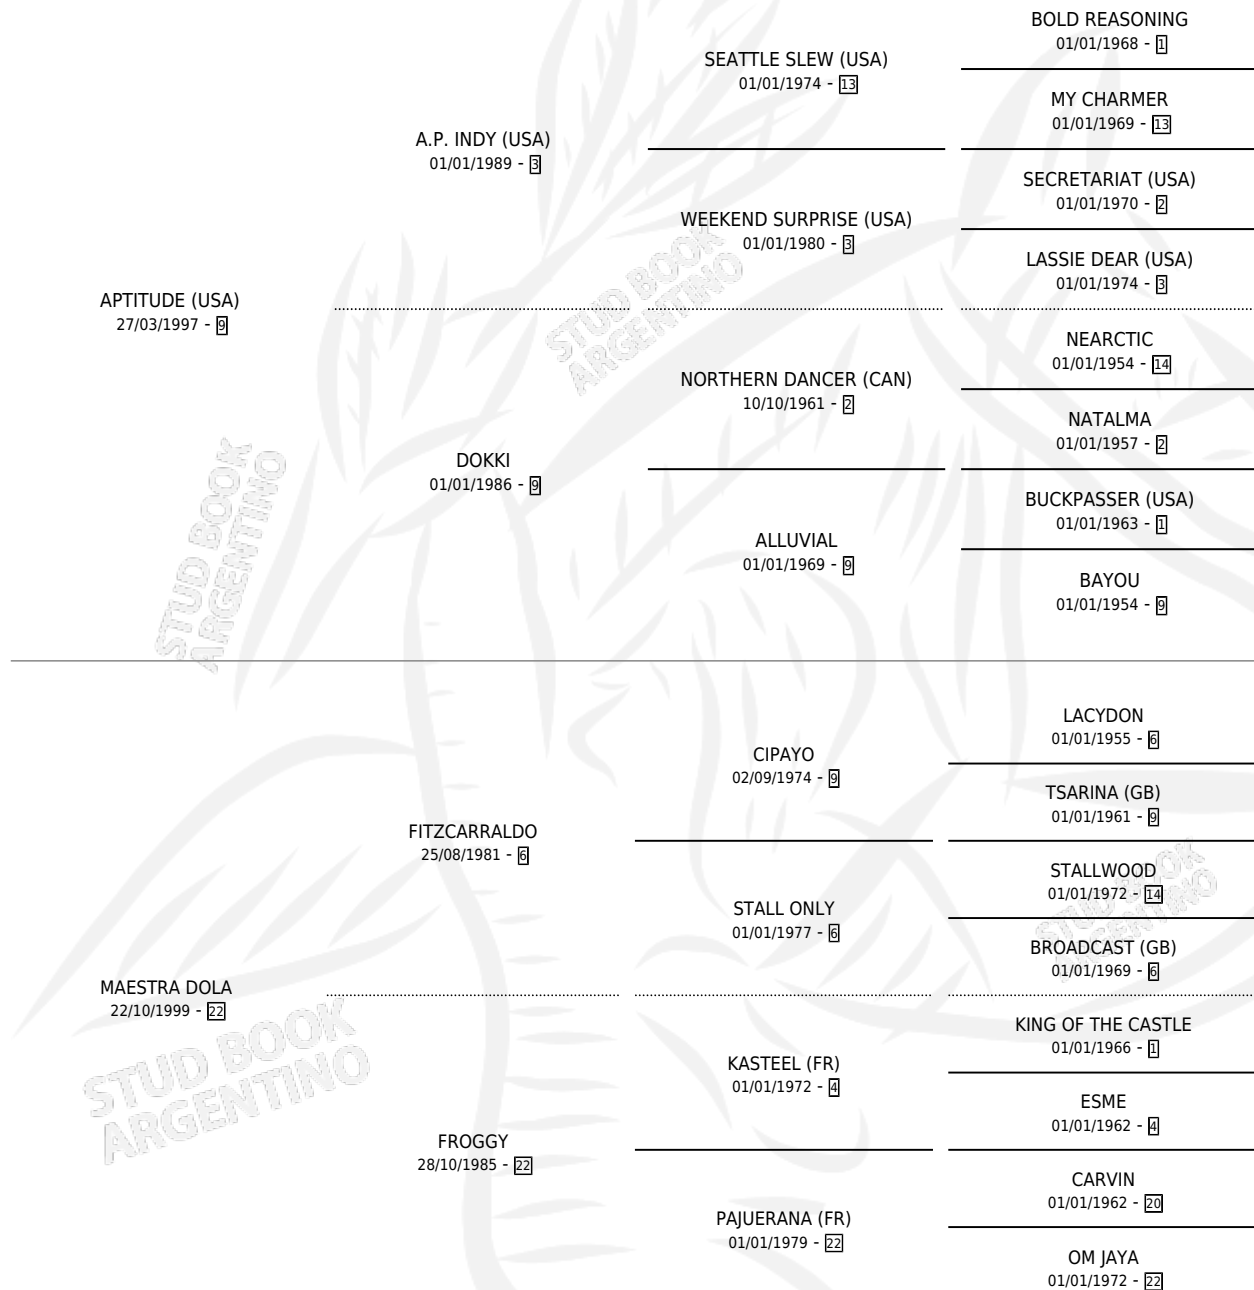 BOLD REASONING
01/01/1968 - 1
SEATTLE SLEW (USA)
01/01/1974 - 13
MY CHARMER
01/01/1969 - 13
A.P. INDY (USA)
01/01/1989 - 3
SECRETARIAT (USA)
01/01/1970 - 2
WEEKEND SURPRISE (USA)
01/01/1980 - 3
LASSIE DEAR (USA)
01/01/1974 - 3
APTITUDE (USA)
27/03/1997 - 9
STUD BOOK
ARGENTINO
NEARCTIC
01/01/1954 - 14
NORTHERN DANCER (CAN)
10/10/1961 - 2
NATALMA
01/01/1957 - 2
DOKKI
01/01/1986 - 9
BUCKPASSER (USA)
01/01/1963 - 1
ALLUVIAL
01/01/1969 - 9
BAYOU
01/01/1954 - 9
STUD BOOK
ARGENTINO
LACYDON
01/01/1955 - 6
CIPAYO
02/09/1974 - 9
TSARINA (GB)
01/01/1961 - 9
FITZCARRALDO
25/08/1981 - 6
STALLWOOD
01/01/1972 - 14
STALL ONLY
01/01/1977 - 6
BROADCAST (GB)
01/01/1969 - 6
STUD BOOK
ARGENTINO
MAESTRA DOLA
22/10/1999 - 22
KING OF THE CASTLE
01/01/1966 - 1
KASTEEL (FR)
01/01/1972 - 4
ESME
01/01/1962 - 4
STUD BOOK
ARGENTINO
FROGGY
28/10/1985 - 22
CARVIN
01/01/1962 - 20
PAJUERANA (FR)
01/01/1979 - 22
OM JAYA
01/01/1972 - 22